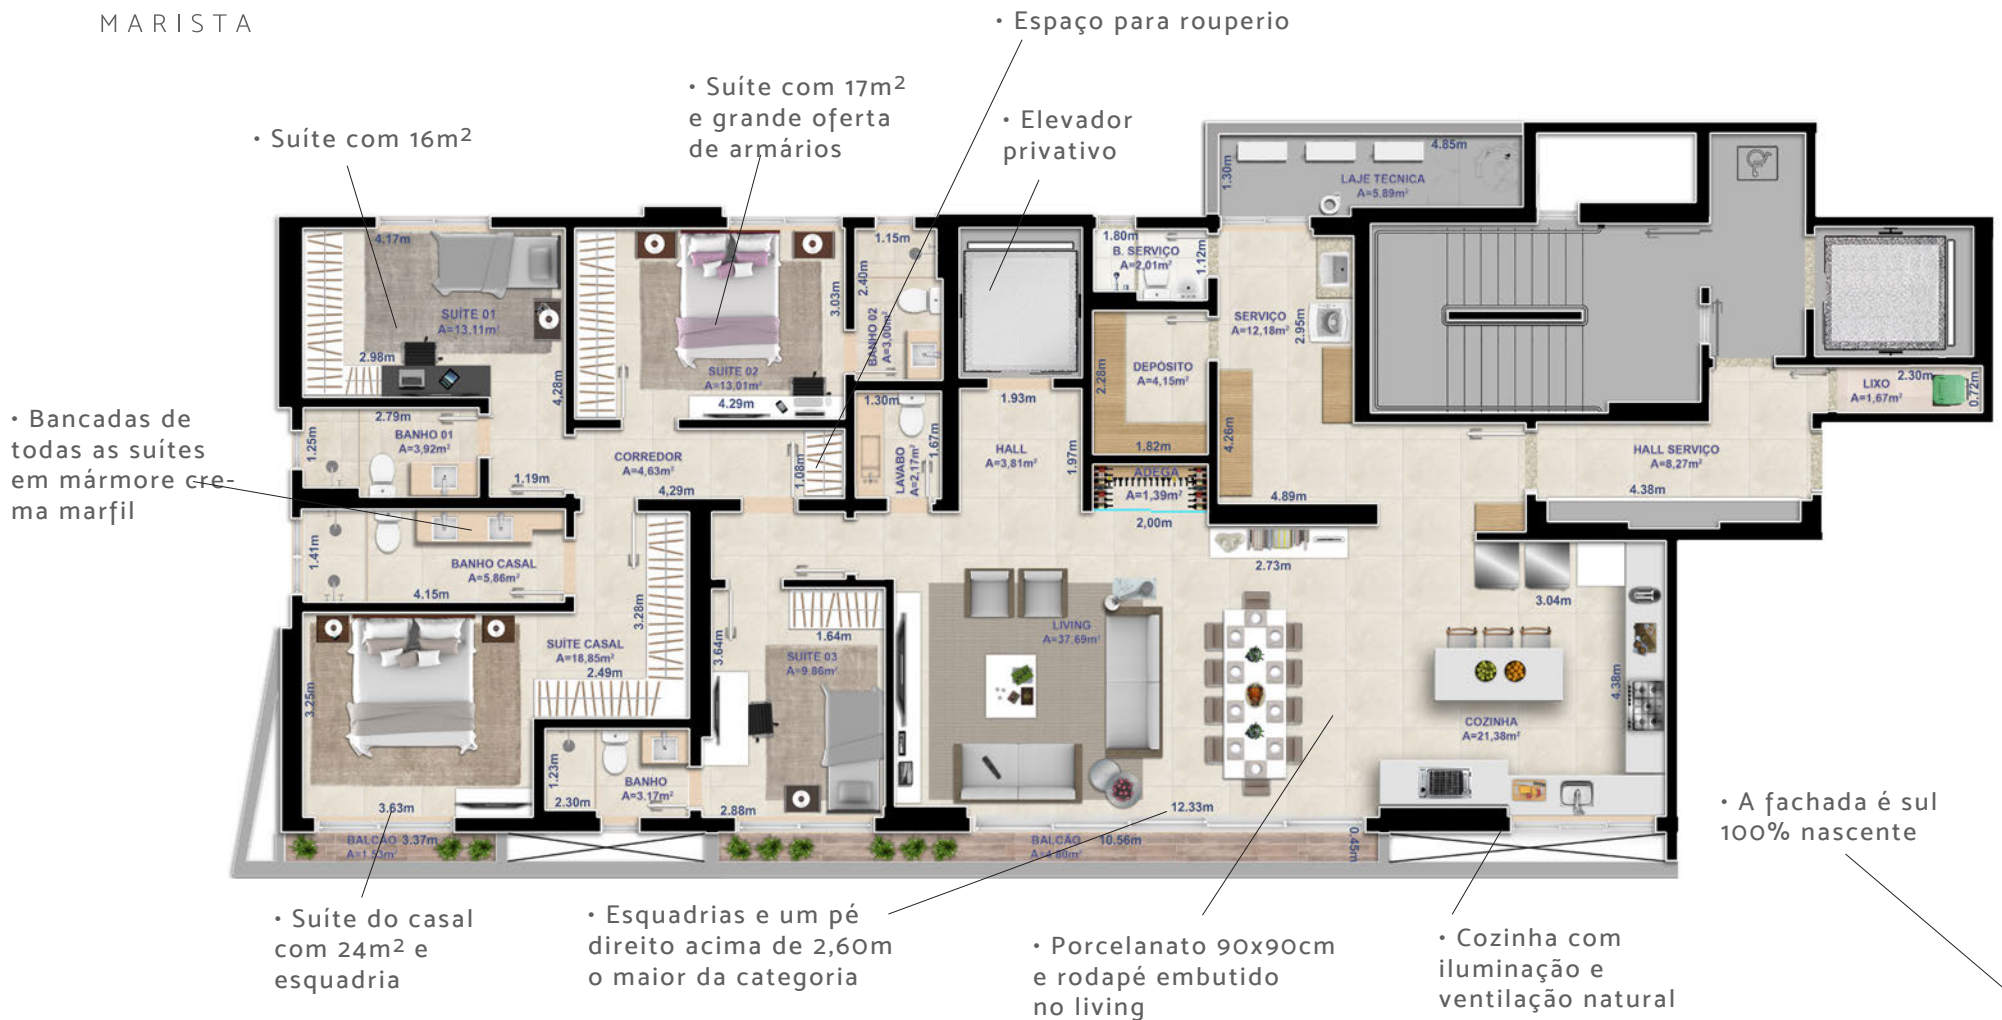 MARISTA
• Espaço para rouperio
• Suíte com 17m²
e grande oferta
de armários
• Suíte com 16m²
• Elevador
privativo
4.85m
1.30m
LAJE TECNICA
A=5.89m²
4.17m
SUÍTE 01
A=13,11m²
2.98m
4,28m
3.03m
SUITE 02
A=13,01m²
4.29m
1.15m
2.40m
BANHO 02
A=3,00m²
1.80m
B. SERVIÇO
A=2,01m²
1.12m
SERVIÇO
A=12,18m²
2.95m
DEPÓSITO
A=4,15m²
2.28m
1.82m
4.26m
LIXO
A=1,67m²
2.30m
0.72m
• Bancadas de
todas as suítes
em mármore cre-
ma marfil
2.79m
1.25m
BANHO 01
A=3,92m²
1.19m
CORREDOR
A=4,63m²
4,29m
1.08m
1.30m
LAVABO
A=2,17m²
1.67m
1.93m
HALL
A=3,81m²
1.97m
ADEGA
A=1,39m²
2,00m
4.89m
HALL SERVIÇO
A=8,27m²
4.38m
1.41m
BANHO CASAL
A=5,86m²
4.15m
3.28m
SUÍTE CASAL
A=18,85m²
2.49m
3.25m
3.63m
3.64m
1.64m
SUITE 03
A=9.86m²
2.88m
1.23m
BANHO
A=3.17m²
2.30m
LIVING
A=37.69m²
2.73m
12.33m
3.04m
4.38m
COZINHA
A=21,38m²
BALCÃO 3.37m
A=1.53m²
BALCÃO 10.56m
A=4.80m²
0.45m
• A fachada é sul
100% nascente
• Suíte do casal
com 24m² e
esquadria
• Esquadrias e um pé
direito acima de 2,60m
o maior da categoria
• Porcelanato 90x90cm
e rodapé embutido
no living
• Cozinha com
iluminação e
ventilação natural